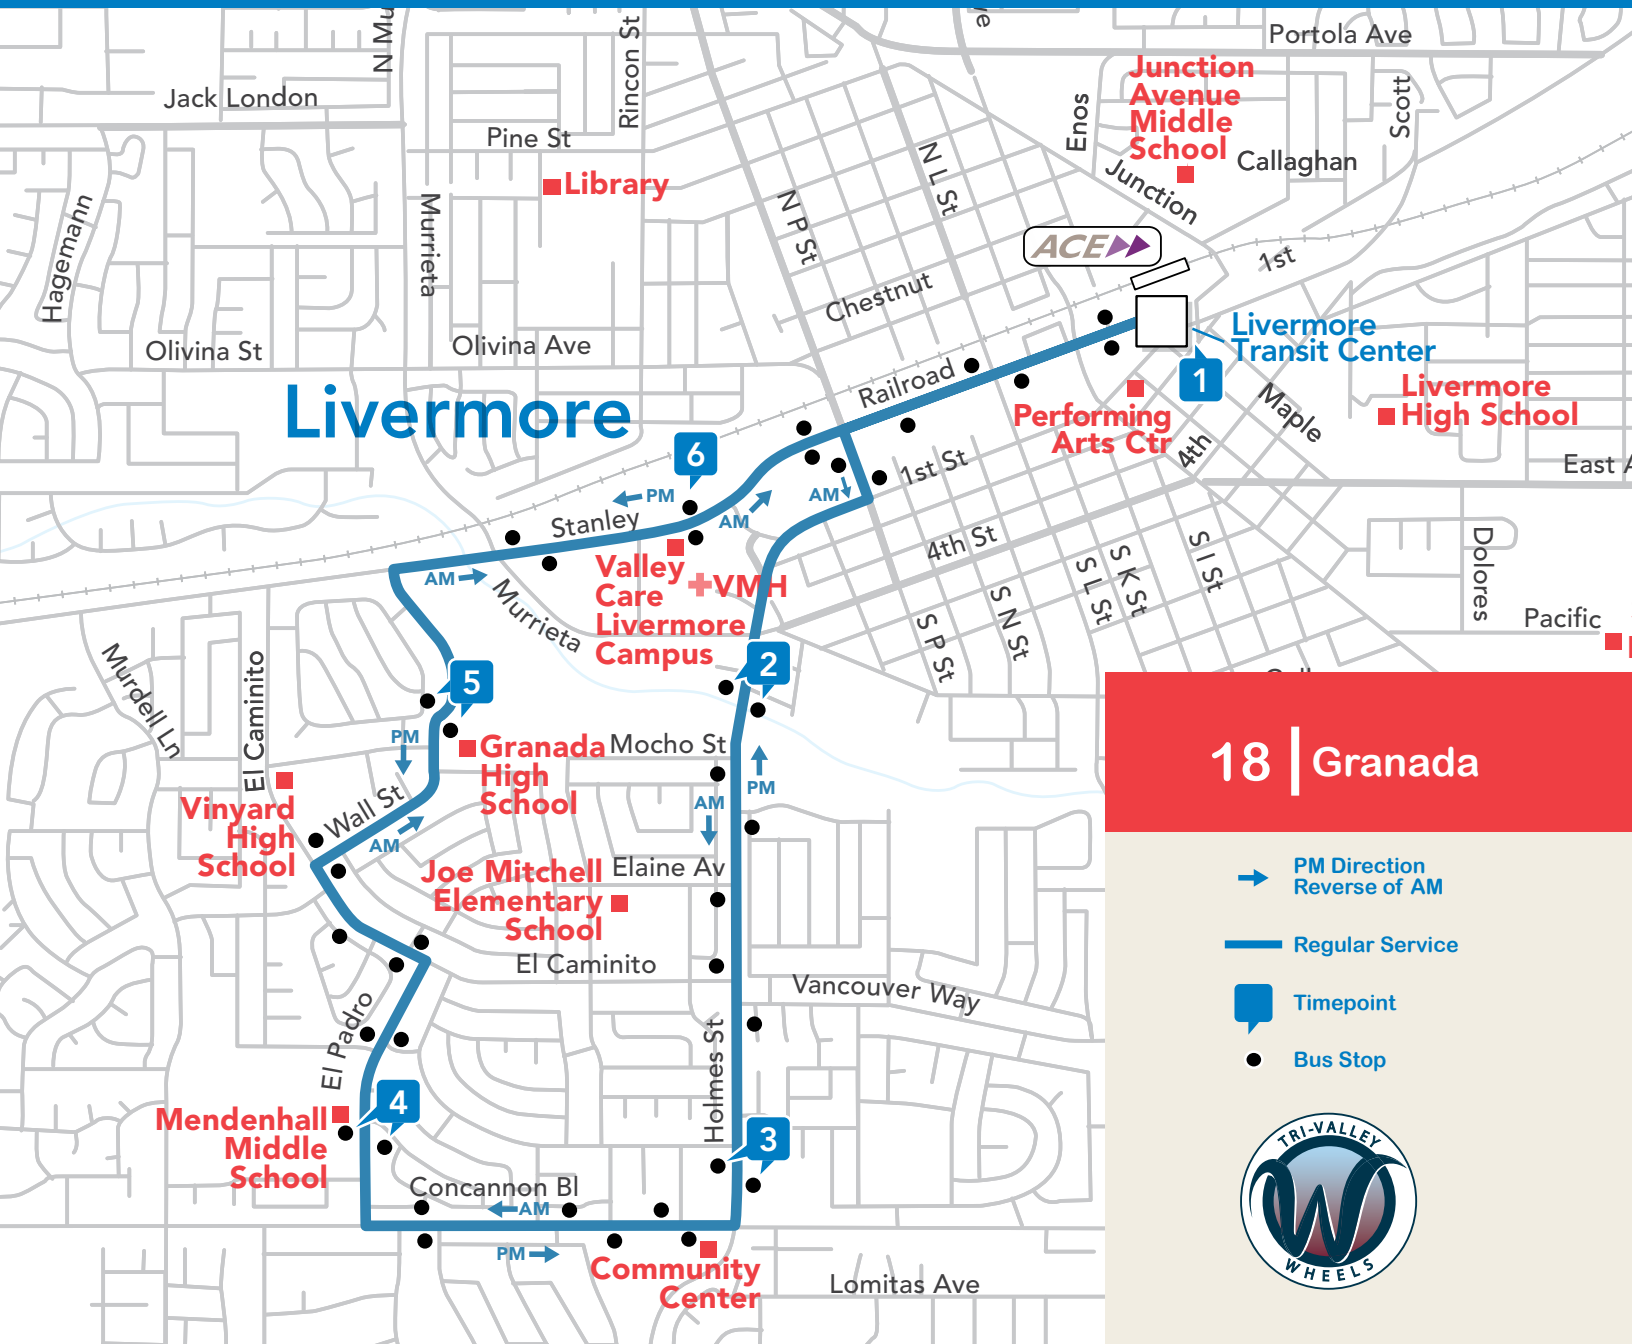 Portola Ave
N Mu
Rincon St
Jack London
Pine St
Library
Hagemann
Murrieta
Olivina St
Olivina Ave
N P St
N L St
Chestnut
Enos
Junction
Avenue
Middle
School
Scott
Callaghan
Junction
ACE
1st
Livermore
Transit Center
1
Livermore
High School
Maple
Performing
Arts Ctr
4th
East A
Railroad
Livermore
6
PM
AM
AM
Stanley
1st St
4th St
AM
Murrieta
Valley
Care
Livermore
Campus
VMH
S P St
S N St
S L St
S K St
S I St
Dolores
Pacific
2
5
Murdell Ln
El Caminito
PM
Granada
High
School
Mocho St
PM
AM
Vinyard
High
School
Wall St
AM
Joe Mitchell
Elementary
School
Elaine Av
El Caminito
Vancouver Way
El Padro
Holmes St
4
Mendenhall
Middle
School
3
Concannon Bl
AM
PM
Community
Center
Lomitas Ave
18 | Granada
PM Direction
Reverse of AM
Regular Service
Timepoint
Bus Stop
TRI-VALLEY
W
WHEELS